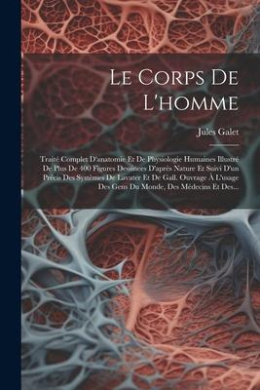 Le Corps De
L'homme
Jules Galet
Traité Complet D'anatomie Et De Physiologie Humaines Illustré
De Plus De 400 Figures Dessinées D'après Nature Et Suivi D'un
Précis Des Systèmes De Lavater Et De Gall. Ouvrage À L'usage
Des Gens Du Monde, Des Médecins Et Des...